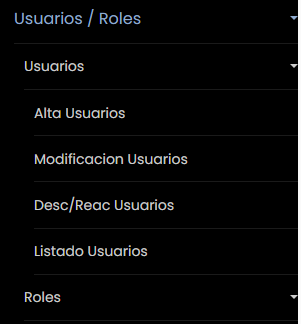 Usuarios / Roles
Usuarios
Alta Usuarios
Modificacion Usuarios
Desc/Reac Usuarios
Listado Usuarios
Roles